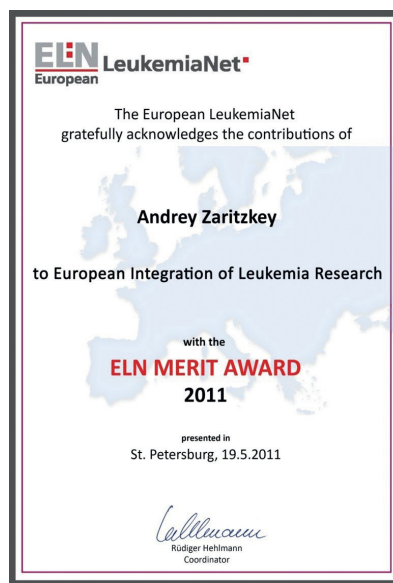 ELN LeukemiaNet
European
The European LeukemiaNet
gratefully acknowledges the contributions of
Andrey Zaritzkey
to European Integration of Leukemia Research
with the
ELN MERIT AWARD
2011
presented in
St. Petersburg, 19.5.2011
Rüdiger Hehlmann
Coordinator